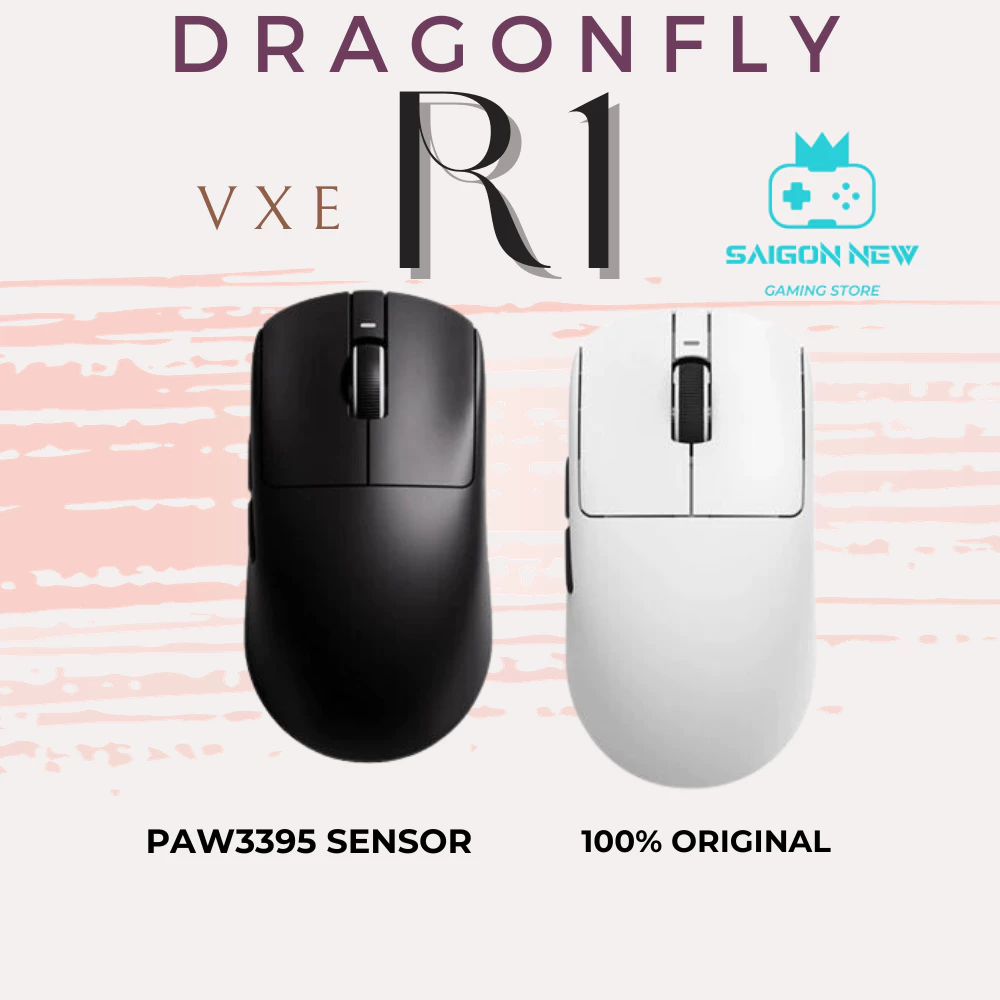 DRAGONFLY
VXE R1
SAIGON NEW
GAMING STORE
PAW3395 SENSOR
100% ORIGINAL